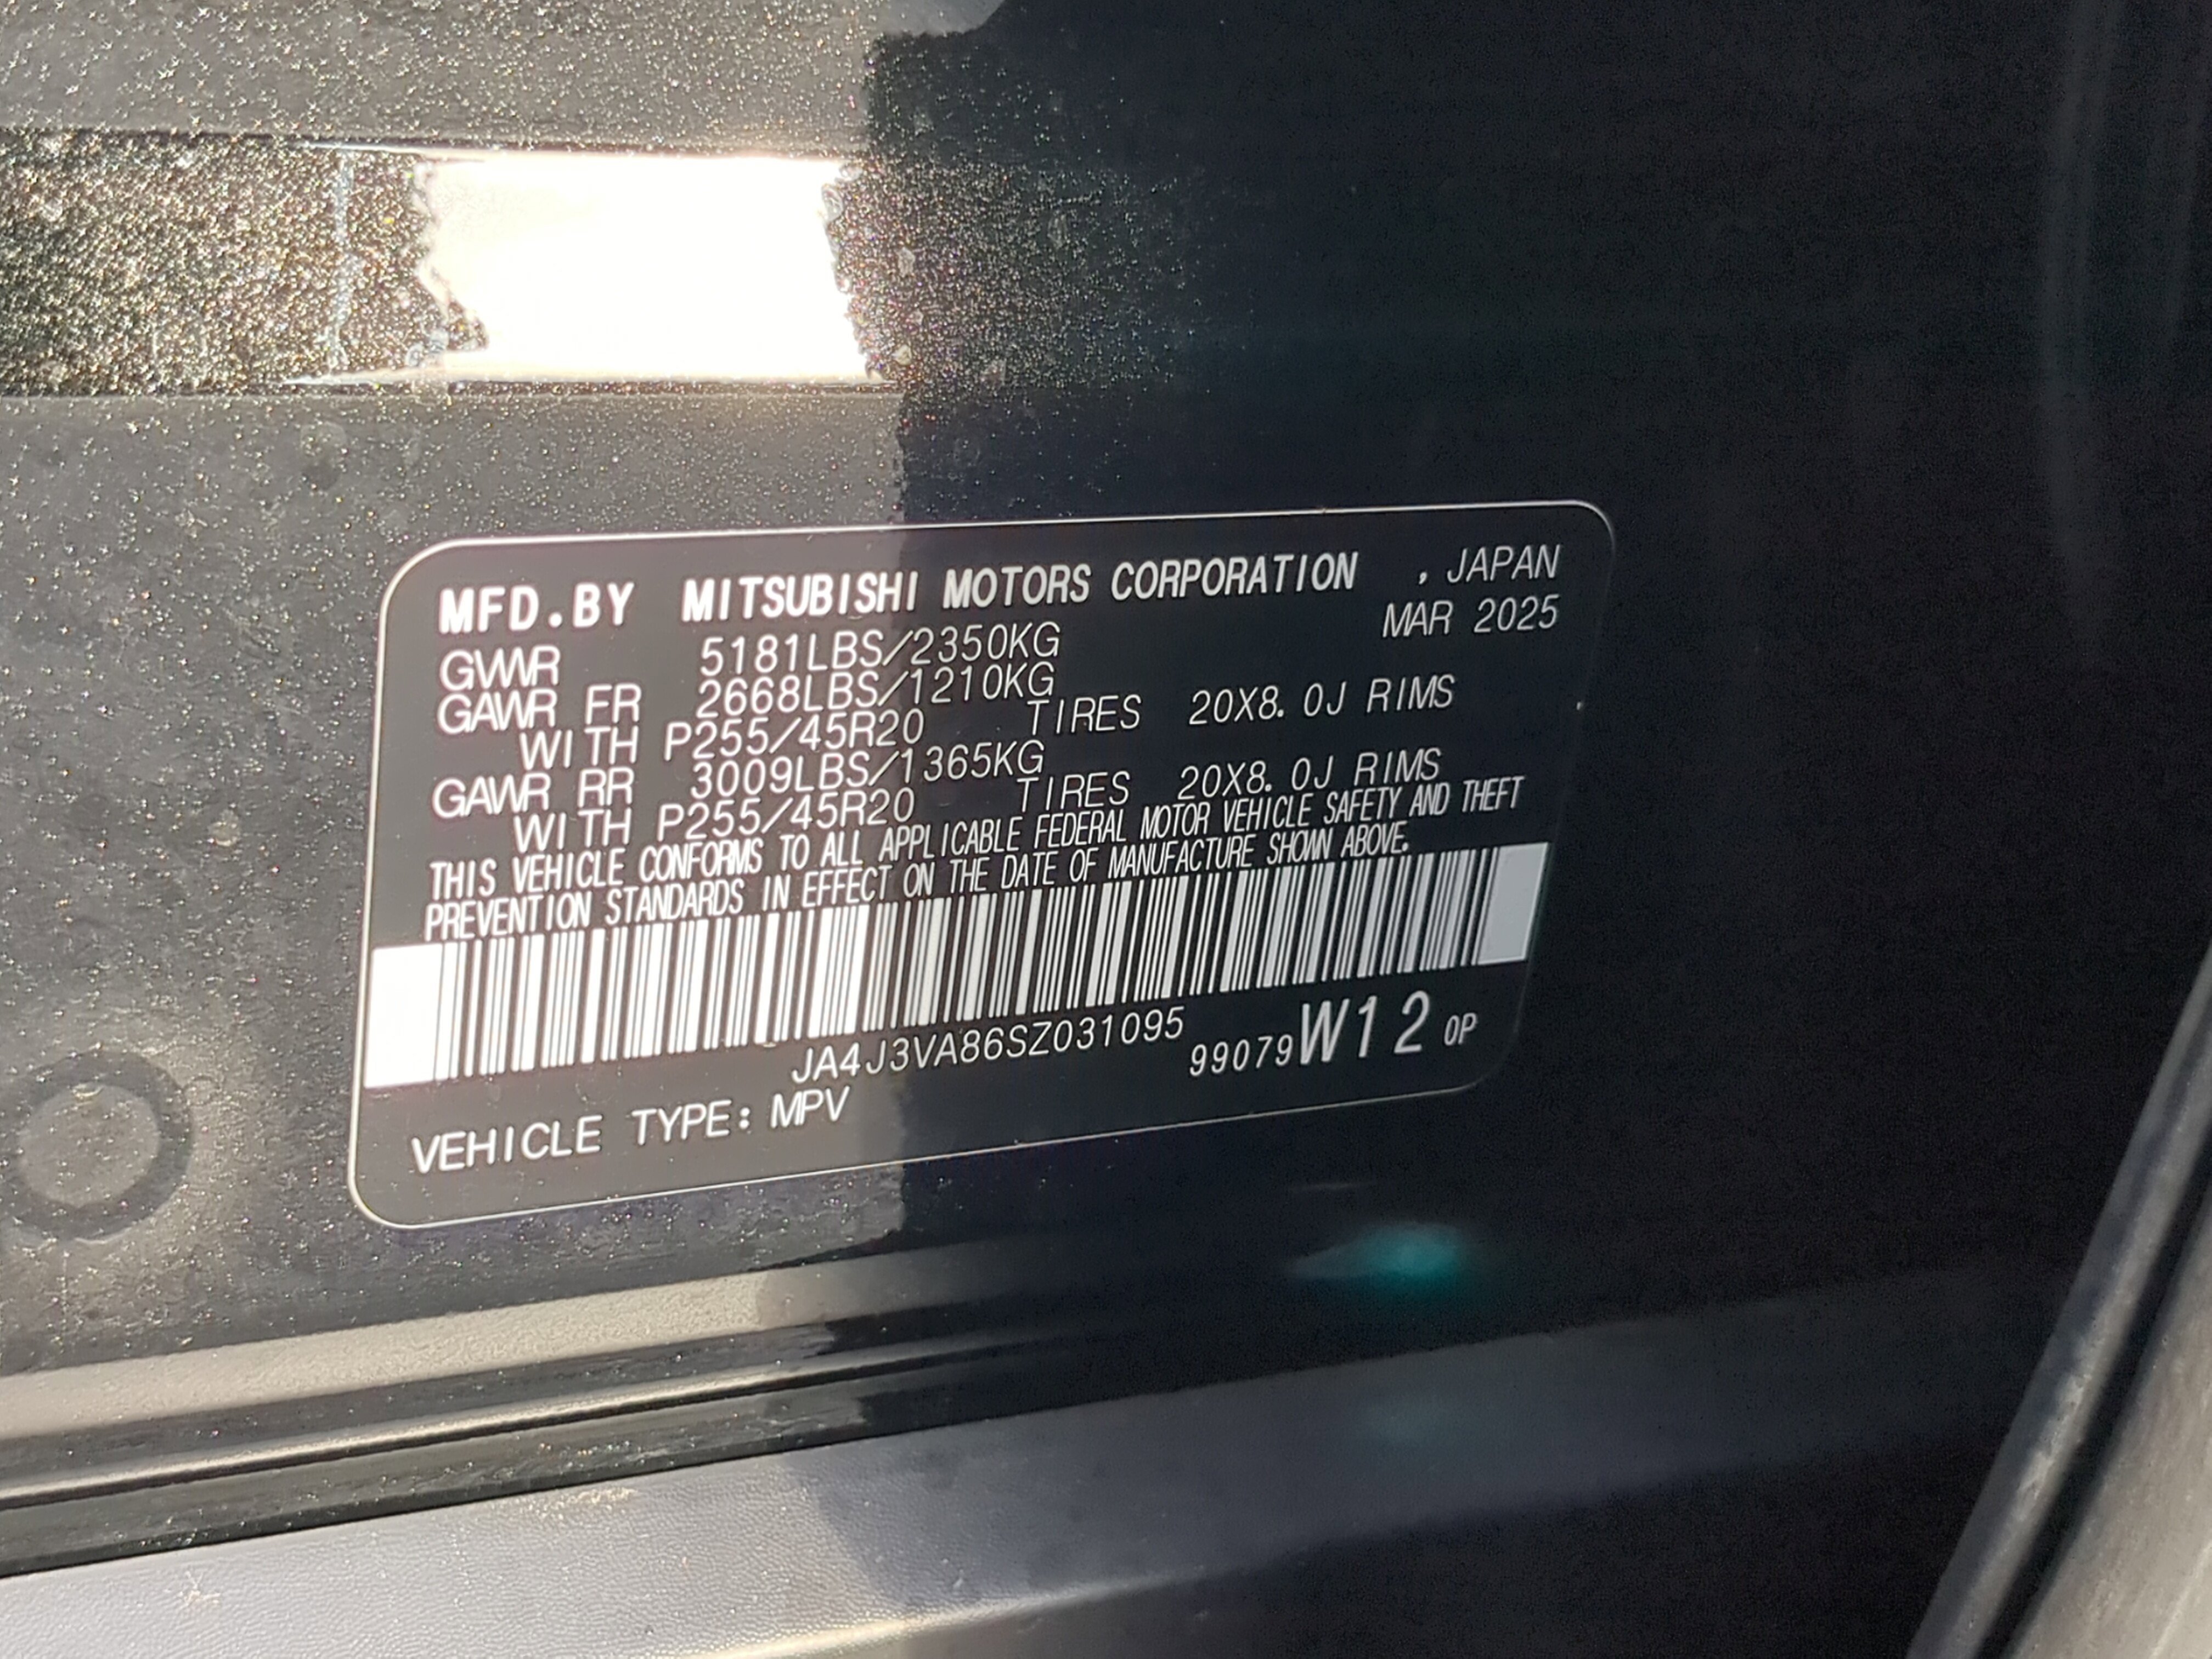 MFD.BY MITSUBISHI MOTORS CORPORATION , JAPAN
MAR 2025
GVWR 5181LBS/2350KG
GAWR FR 2668LBS/1210KG
WITH P255/45R20 TIRES 20X8.0J RIMS
GAWR RR 3009LBS/1365KG
WITH P255/45R20 TIRES 20X8.0J RIMS
THIS VEHICLE CONFORMS TO ALL APPLICABLE FEDERAL MOTOR VEHICLE SAFETY AND THEFT
PREVENTION STANDARDS IN EFFECT ON THE DATE OF MANUFACTURE SHOWN ABOVE.
JA4J3VA86SZ031095
99079W12 0P
VEHICLE TYPE: MPV